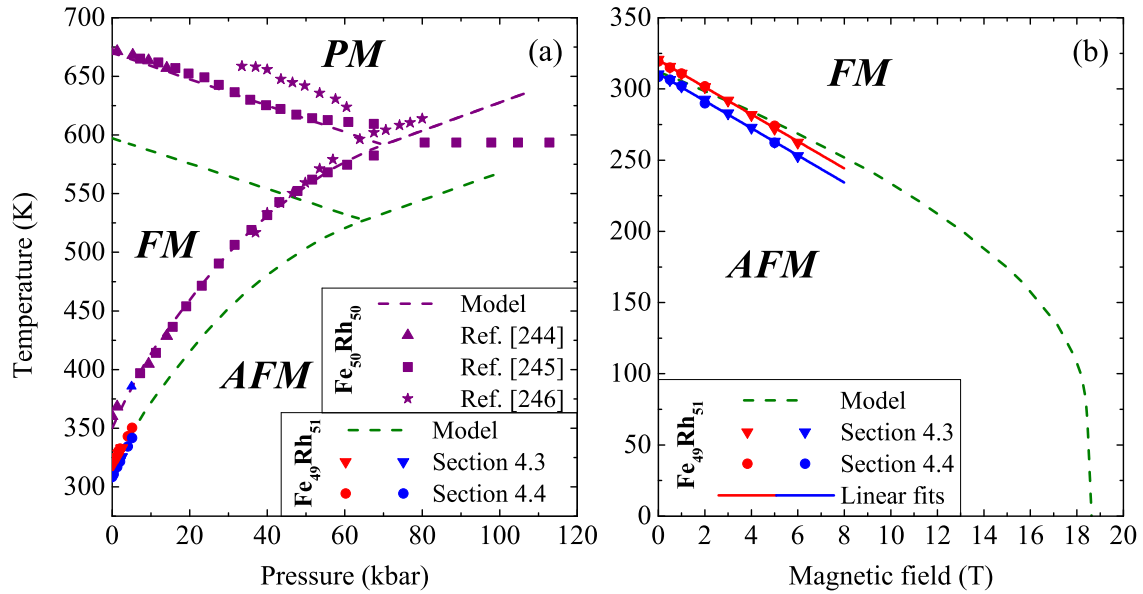 700
650
600
550
500
450
400
350
300
0
20
40
60
80
100
120
Temperature (K)
Pressure (kbar)
(a)
PM
FM
AFM
Fe50Rh50
Model
Ref. [244]
Ref. [245]
Ref. [246]
Fe49Rh51
Model
Section 4.3
Section 4.4
350
300
250
200
150
100
50
0
0
2
4
6
8
10
12
14
16
18
20
Magnetic field (T)
(b)
FM
AFM
Fe49Rh51
Model
Section 4.3
Section 4.4
Linear fits